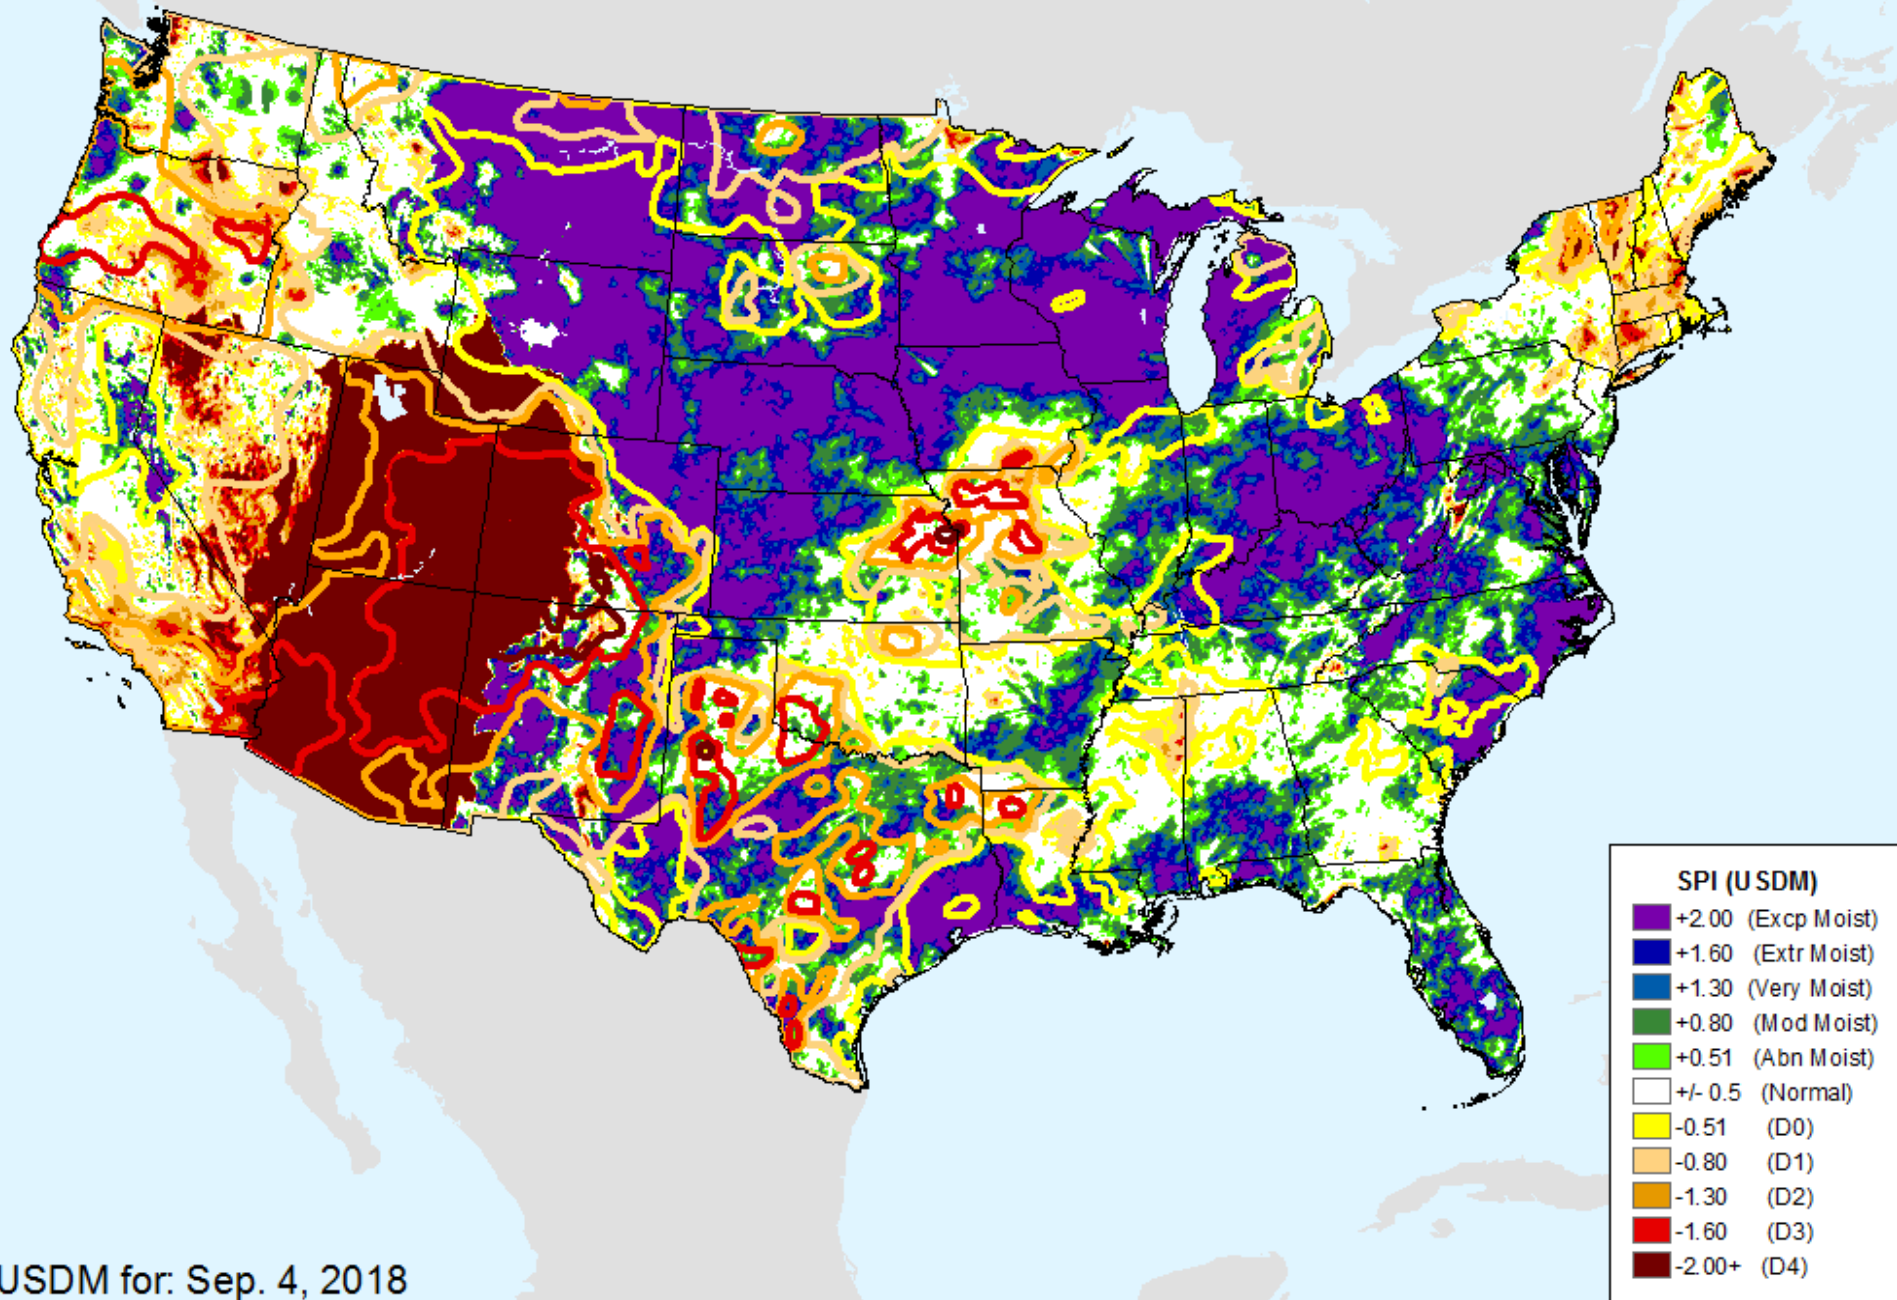 SPI (USDM)
+2.00 (Excp Moist)
+1.60 (Extr Moist)
+1.30 (Very Moist)
+0.80 (Mod Moist)
+0.51 (Abn Moist)
+/- 0.5 (Normal)
-0.51 (D0)
-0.80 (D1)
-1.30 (D2)
-1.60 (D3)
-2.00+ (D4)
USDM for: Sep. 4, 2018